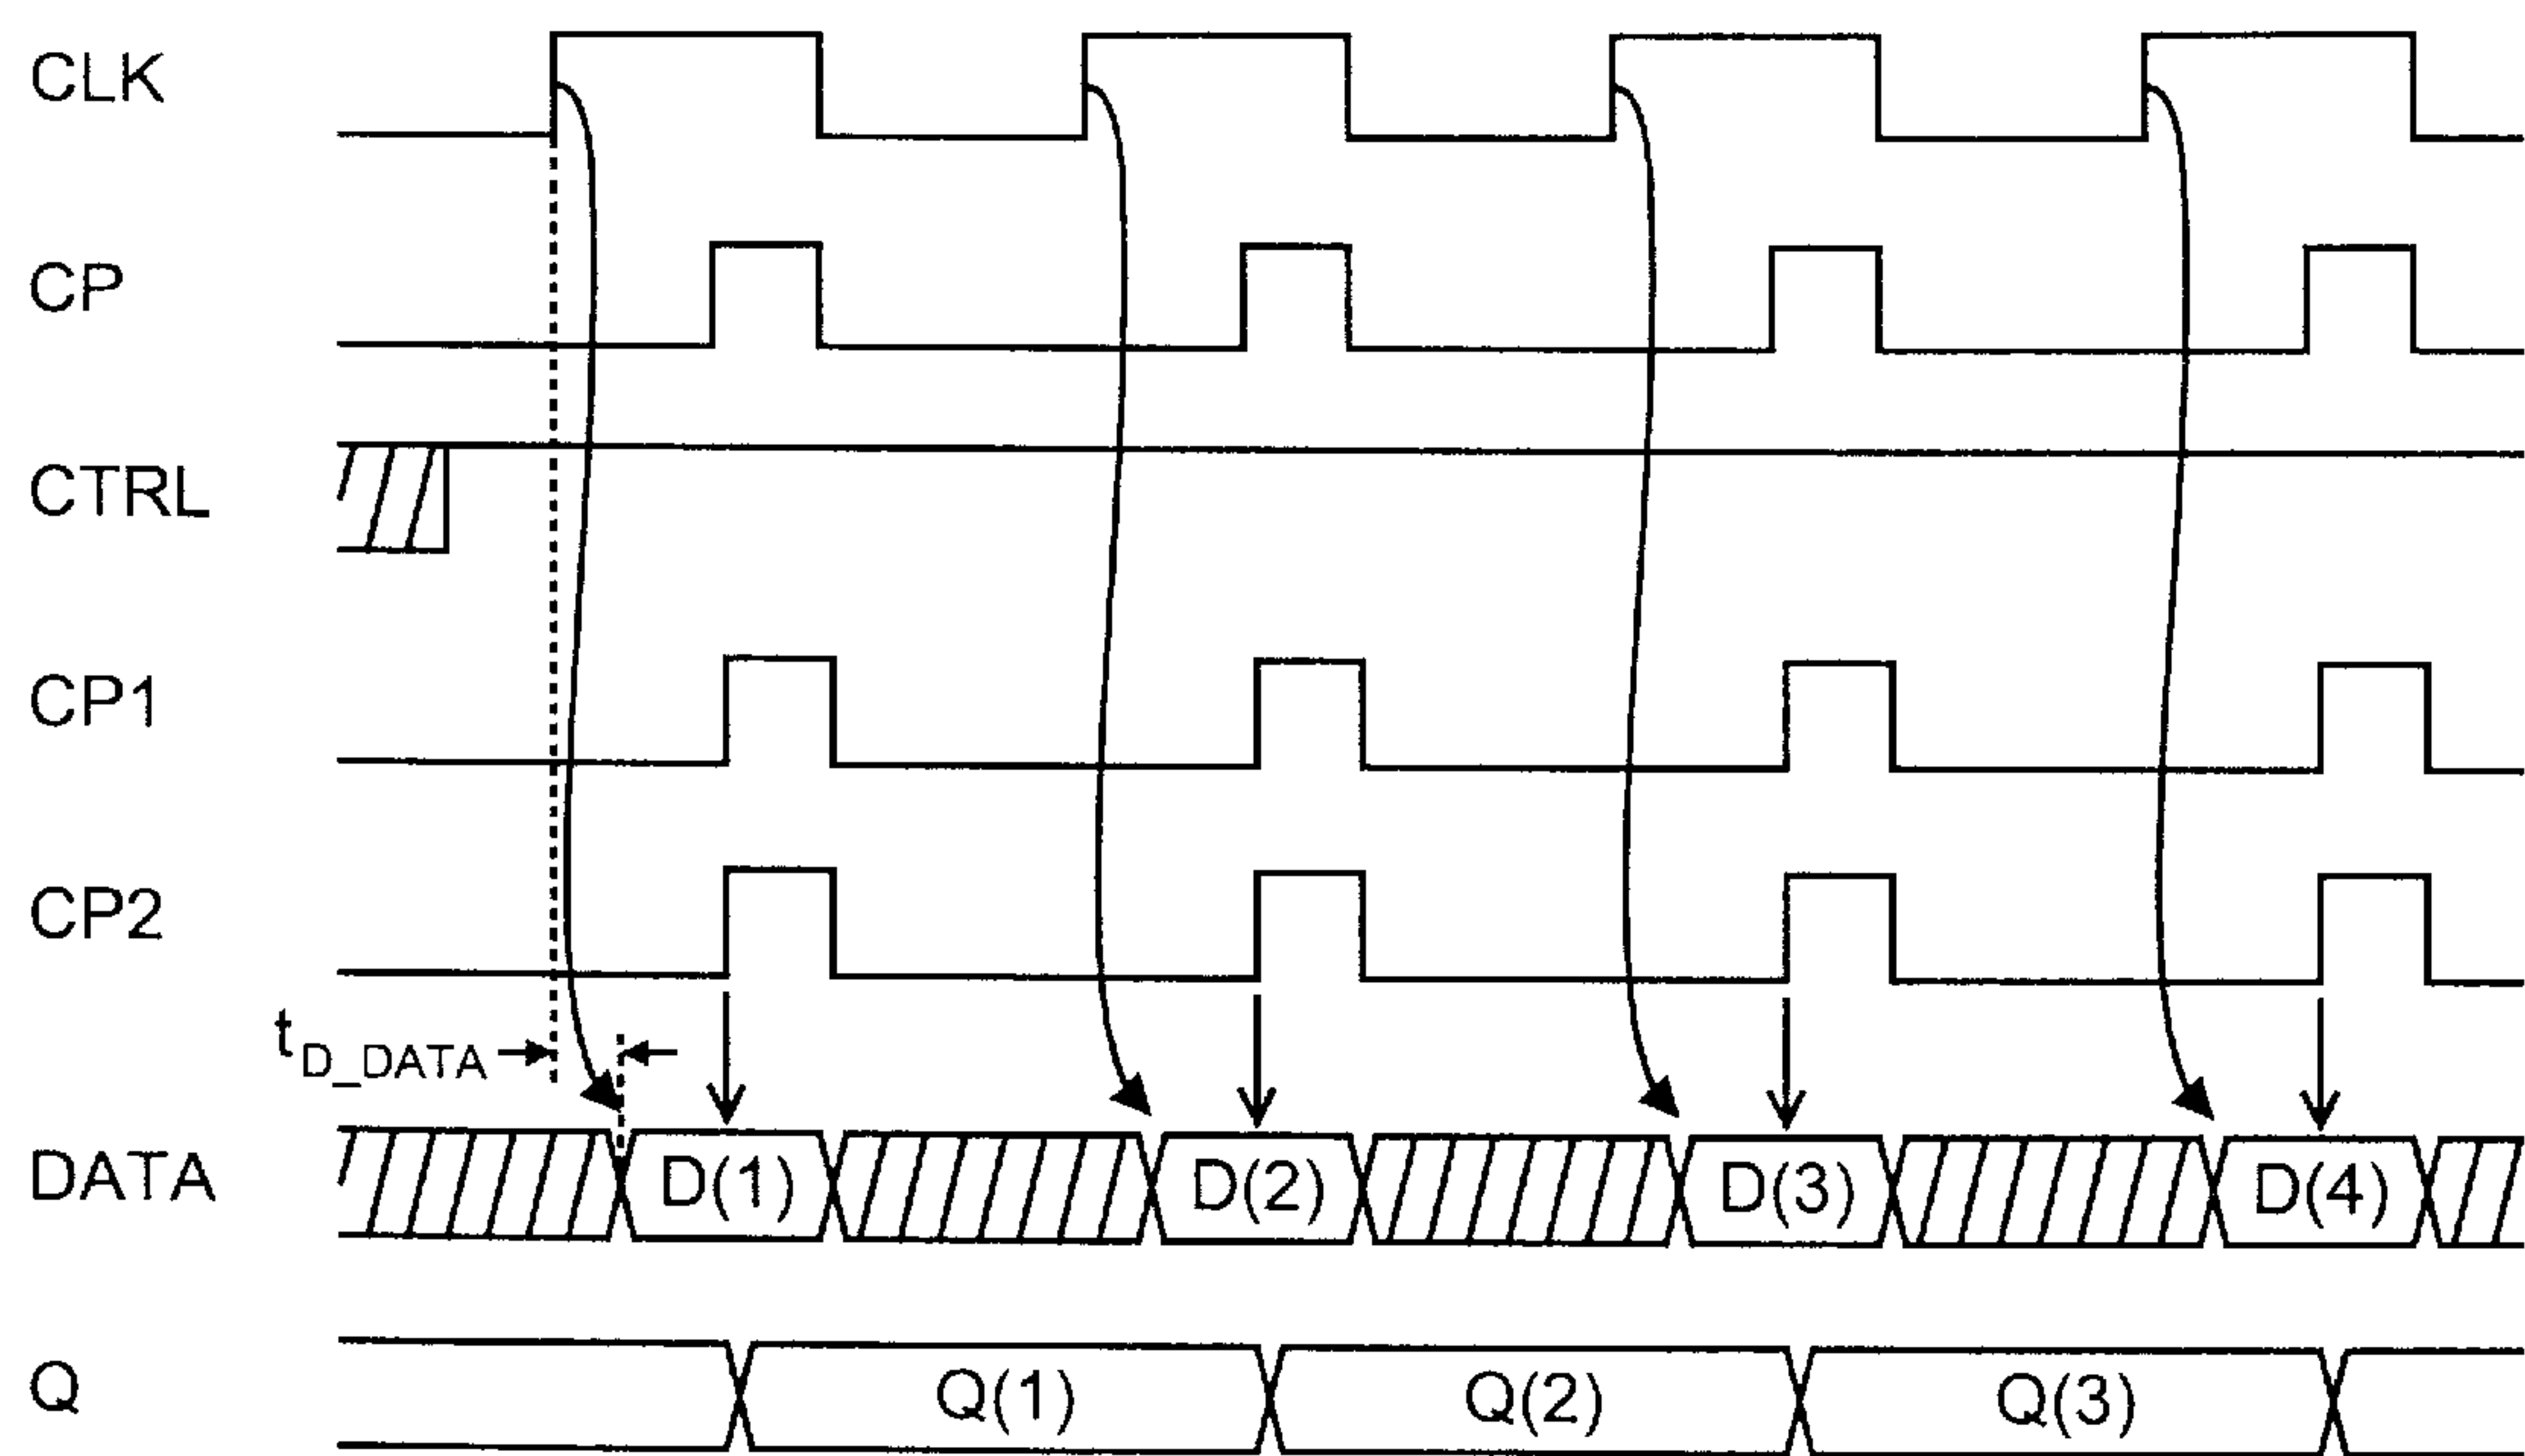 CLK
CP
CTRL
CP1
CP2
tD_DATA
DATA D(1) D(2) D(3) D(4)
Q Q(1) Q(2) Q(3)